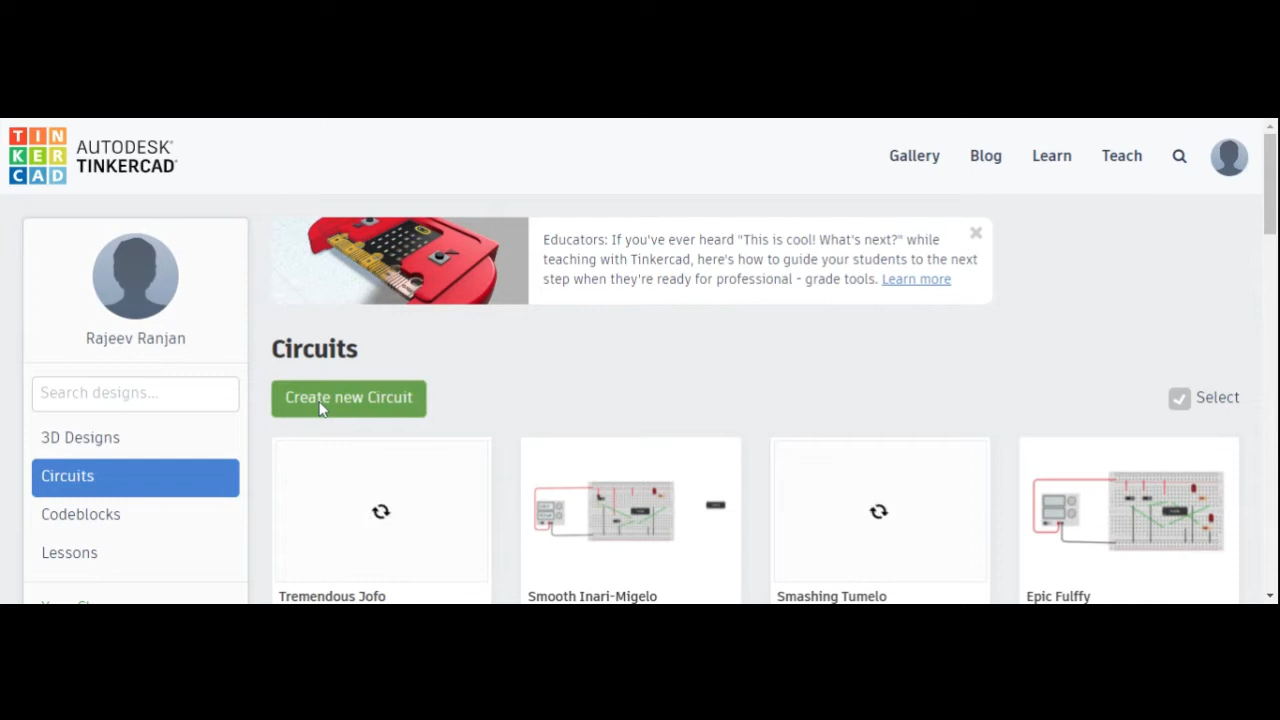 TIN
KER
CAD
AUTODESK
TINKERCAD
Gallery
Blog
Learn
Teach
Rajeev Ranjan
Search designs...
3D Designs
Circuits
Codeblocks
Lessons
Educators: If you've ever heard "This is cool! What's next?" while
teaching with Tinkercad, here's how to guide your students to the next
step when they're ready for professional - grade tools. Learn more
Circuits
Create new Circuit
Select
Tremendous Jofo
Smooth Inari-Migelo
Smashing Tumelo
Epic Fulffy